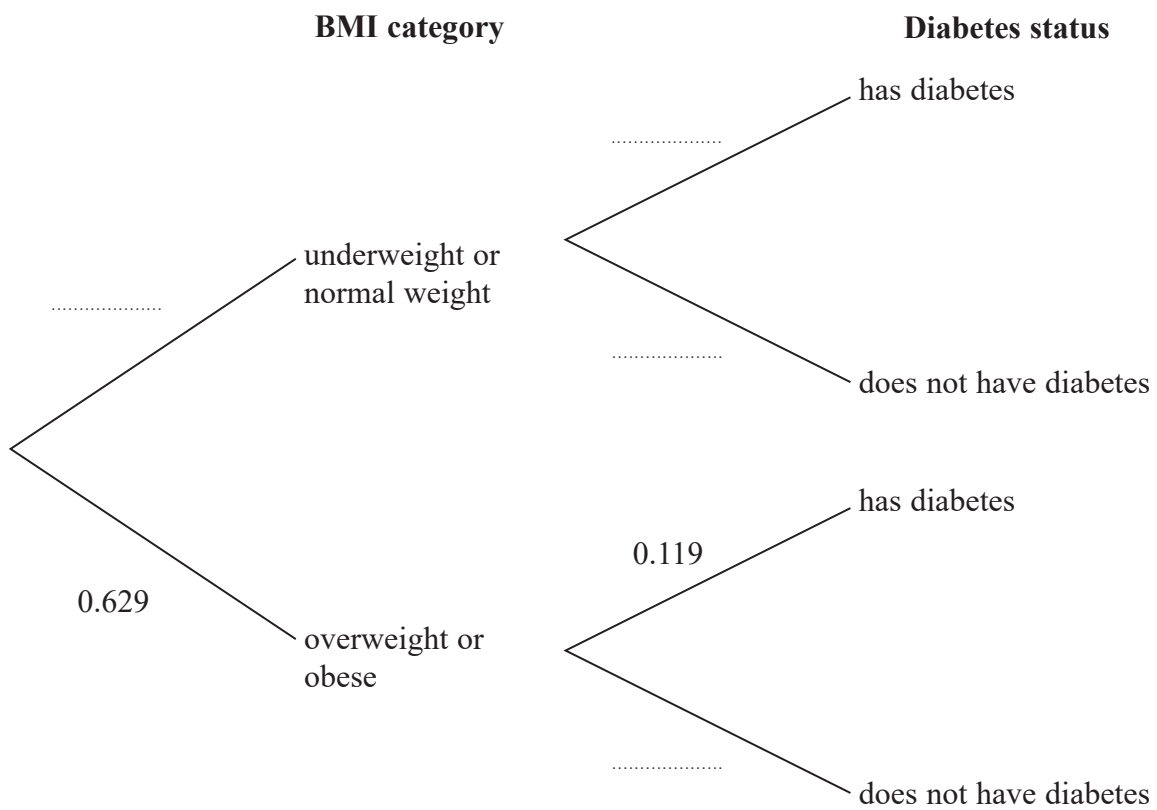 BMI category
Diabetes status
has diabetes
underweight or
normal weight
does not have diabetes
has diabetes
0.119
0.629
overweight or
obese
does not have diabetes